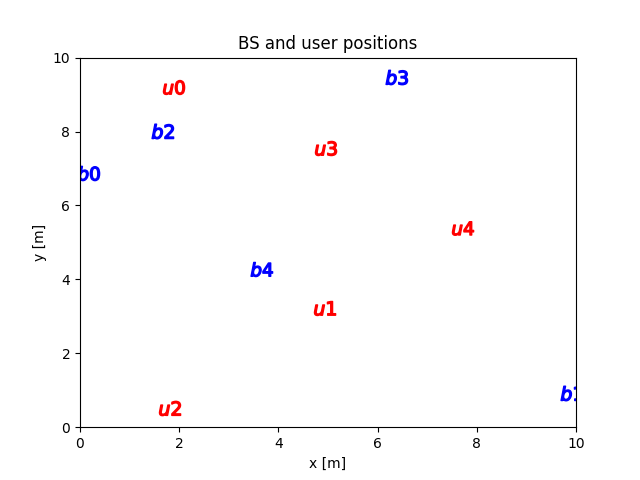 BS and user positions
10
b3
u0
8
b2
u3
b0
6
u4
y [m]
4
b4
u1
2
b1
u2
0
0 2 4 6 8 10
x [m]